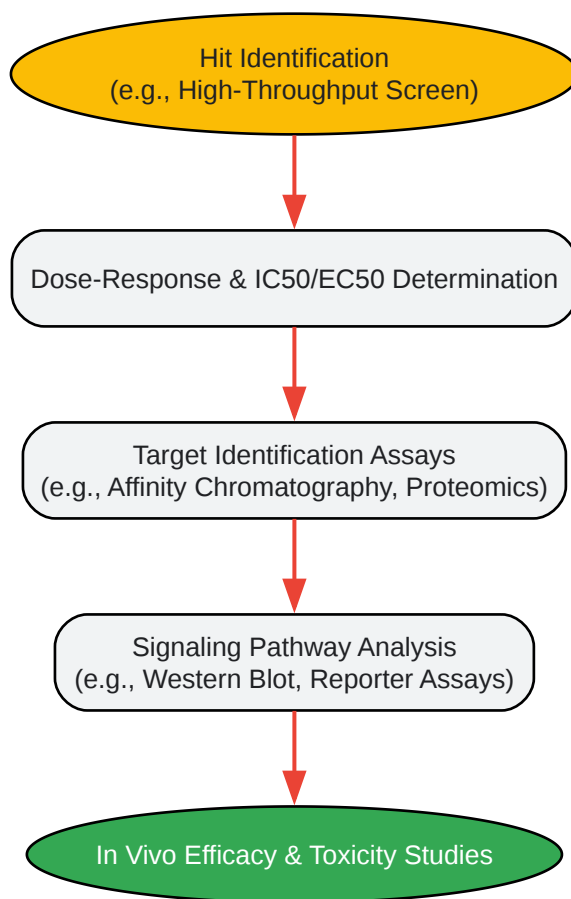 Hit Identification
(e.g., High-Throughput Screen)
Dose-Response & IC50/EC50 Determination
Target Identification Assays
(e.g., Affinity Chromatography, Proteomics)
Signaling Pathway Analysis
(e.g., Western Blot, Reporter Assays)
In Vivo Efficacy & Toxicity Studies